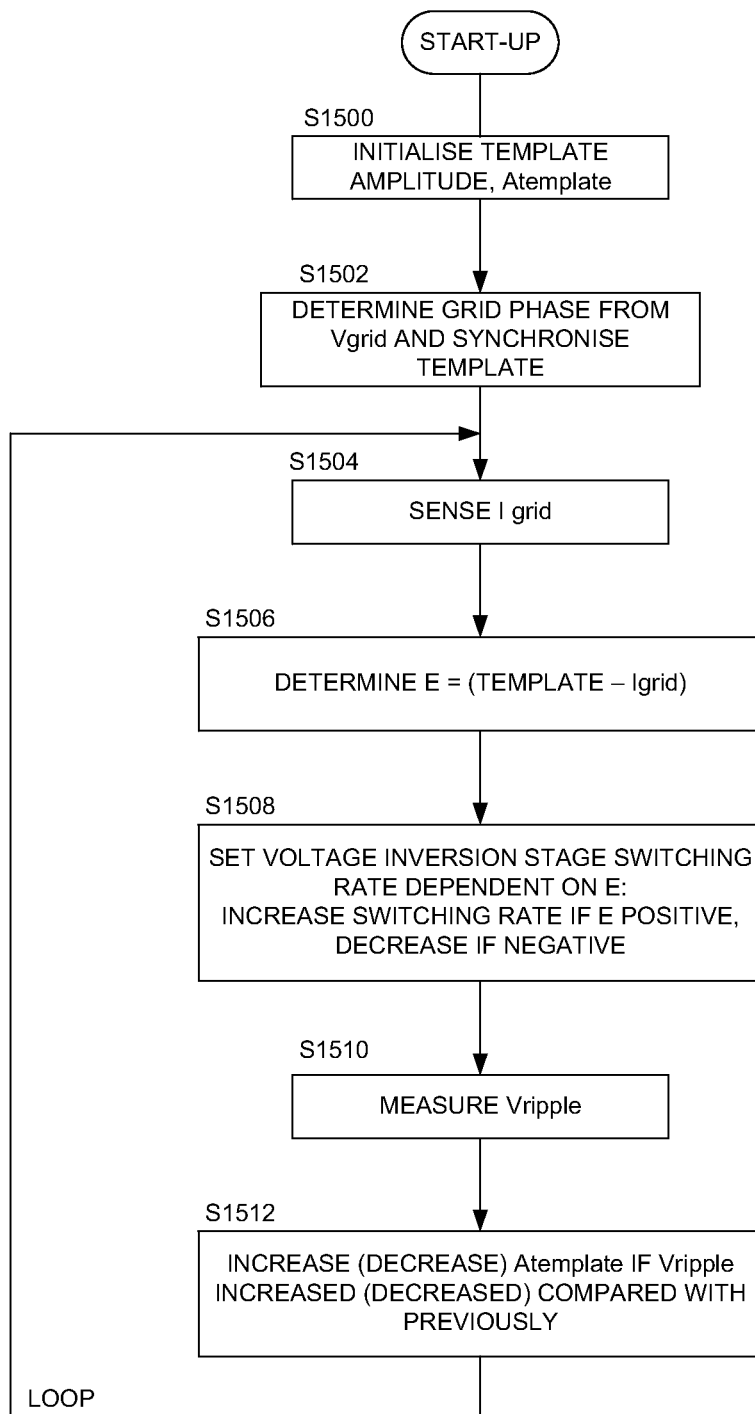 START-UP
S1500
INITIALISE TEMPLATE
AMPLITUDE, Atemplate
S1502
DETERMINE GRID PHASE FROM
Vgrid AND SYNCHRONISE
TEMPLATE
S1504
SENSE I grid
S1506
DETERMINE E = (TEMPLATE – Igrid)
S1508
SET VOLTAGE INVERSION STAGE SWITCHING
RATE DEPENDENT ON E:
INCREASE SWITCHING RATE IF E POSITIVE,
DECREASE IF NEGATIVE
S1510
MEASURE Vripple
S1512
INCREASE (DECREASE) Atemplate IF Vripple
INCREASED (DECREASED) COMPARED WITH
PREVIOUSLY
LOOP